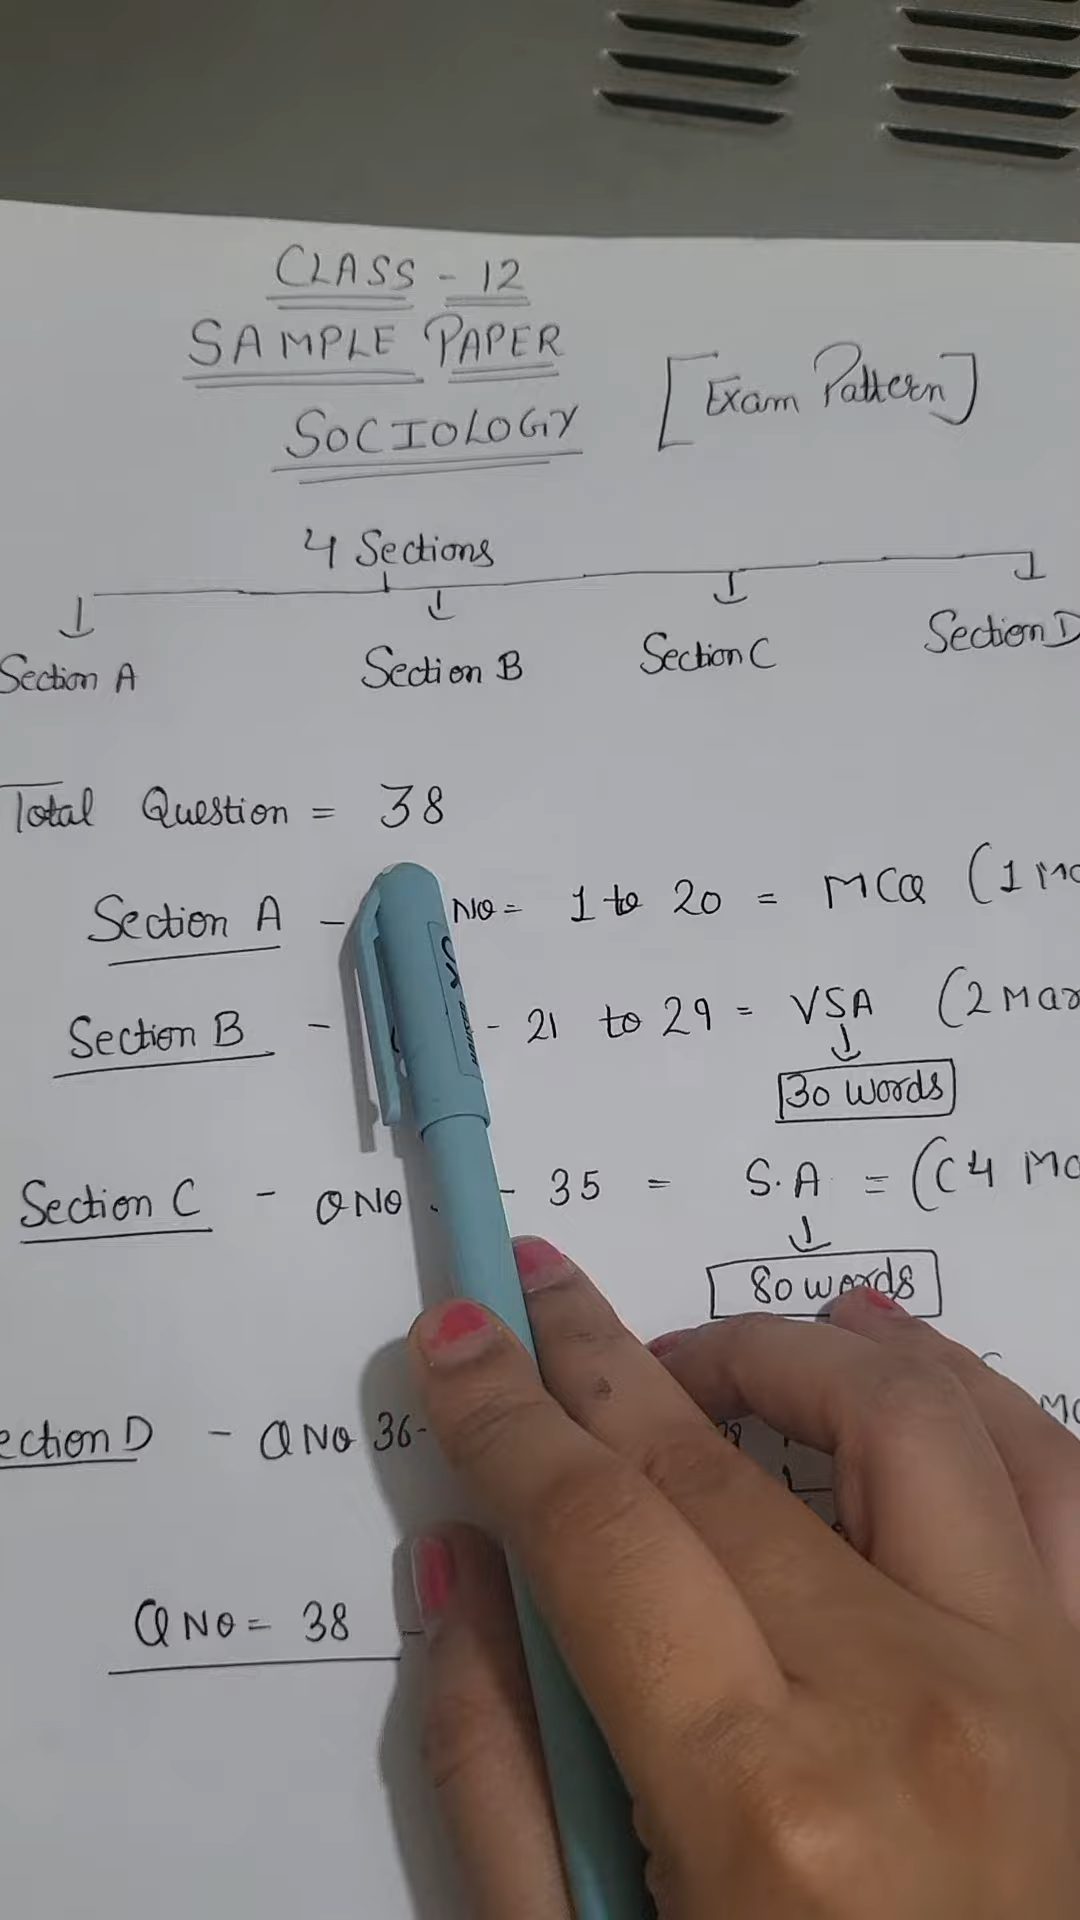 CLASS - 12
SAMPLE PAPER
SOCIOLOGY
[Exam Pattern]
4 Sections
Section A Section B Section C Section D
Total Question = 38
Section A - NO = 1 to 20 = MCQ (1
Section B - - 21 to 29 = VSA (2
30 words
Section C - QNO - 35 = S.A = (4
80 words
ection D - QNO 36-
QNO = 38 -